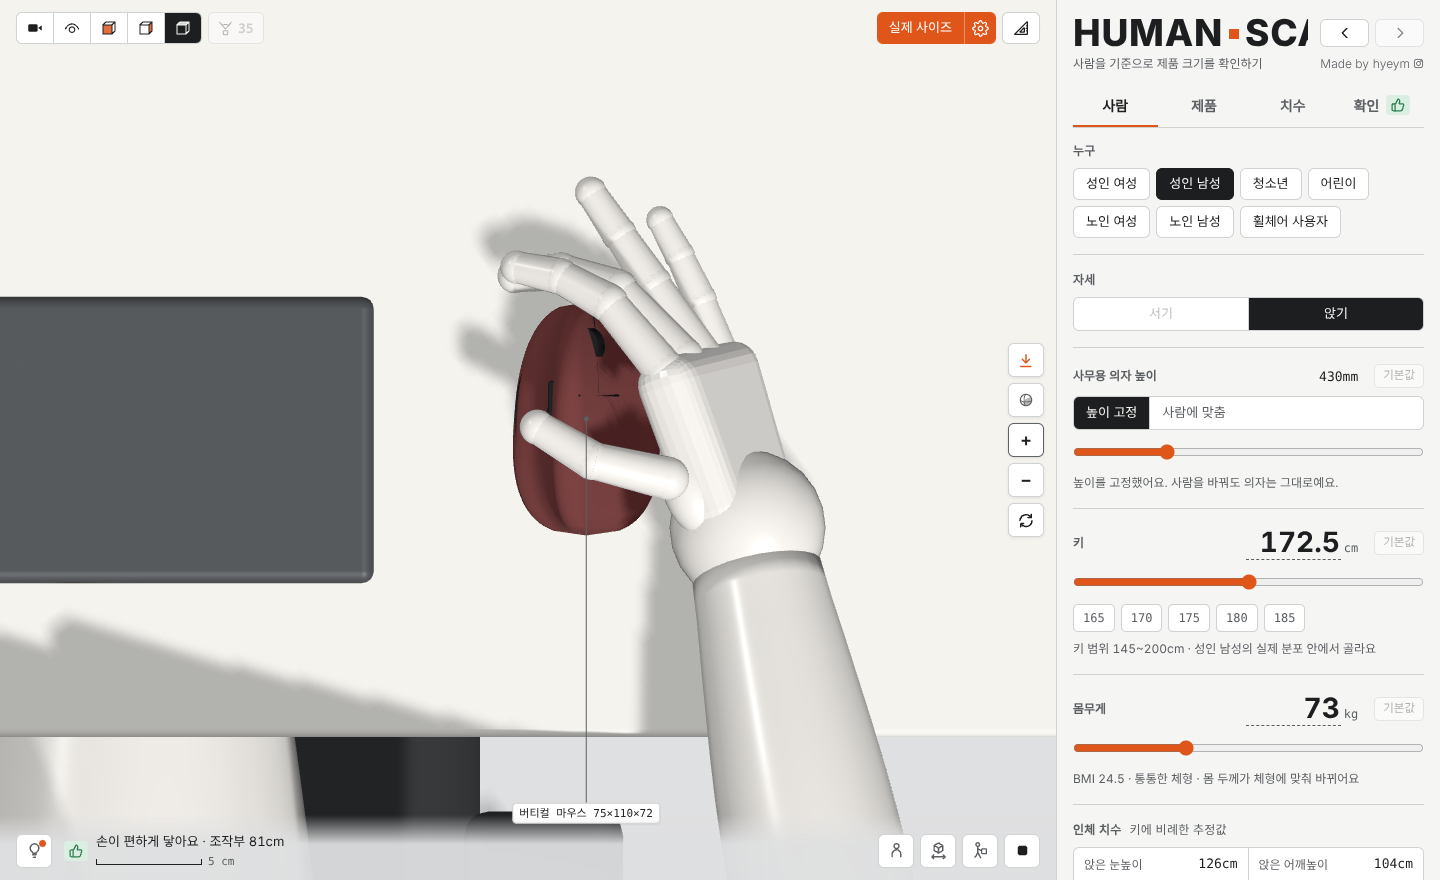 35
실제 사이즈
HUMAN▪SCA
사람을 기준으로 제품 크기를 확인하기
Made by hyeym
사람
제품
치수
확인
누구
성인 여성
성인 남성
청소년
어린이
노인 여성
노인 남성
휠체어 사용자
자세
서기
앉기
사무용 의자 높이
430mm
기본값
높이 고정
사람에 맞춤
높이를 고정했어요. 사람을 바꿔도 의자는 그대로예요.
키
172.5 cm
기본값
165
170
175
180
185
키 범위 145~200cm · 성인 남성의 실제 분포 안에서 골라요
몸무게
73 kg
기본값
BMI 24.5 · 통통한 체형 · 몸 두께가 체형에 맞춰 바뀌어요
인체 치수 키에 비례한 추정값
앉은 눈높이
126cm
앉은 어깨높이
104cm
버티컬 마우스 75×110×72
손이 편하게 닿아요 · 조작부 81cm
5 cm